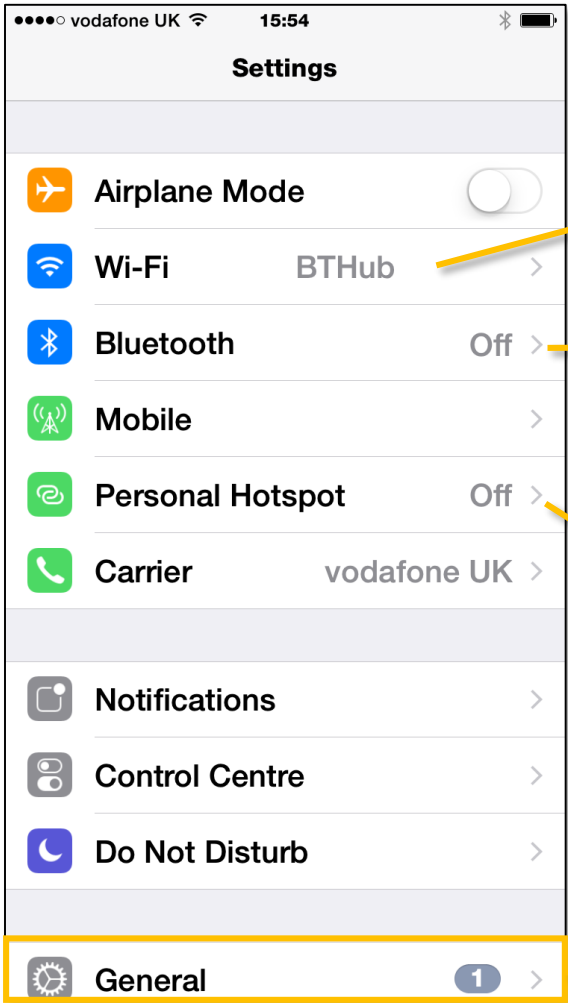 vodafone UK 15:54
Settings
Airplane Mode
Wi-Fi BTHub
Bluetooth Off
Mobile
Personal Hotspot Off
Carrier vodafone UK
Notifications
Control Centre
Do Not Disturb
General 1